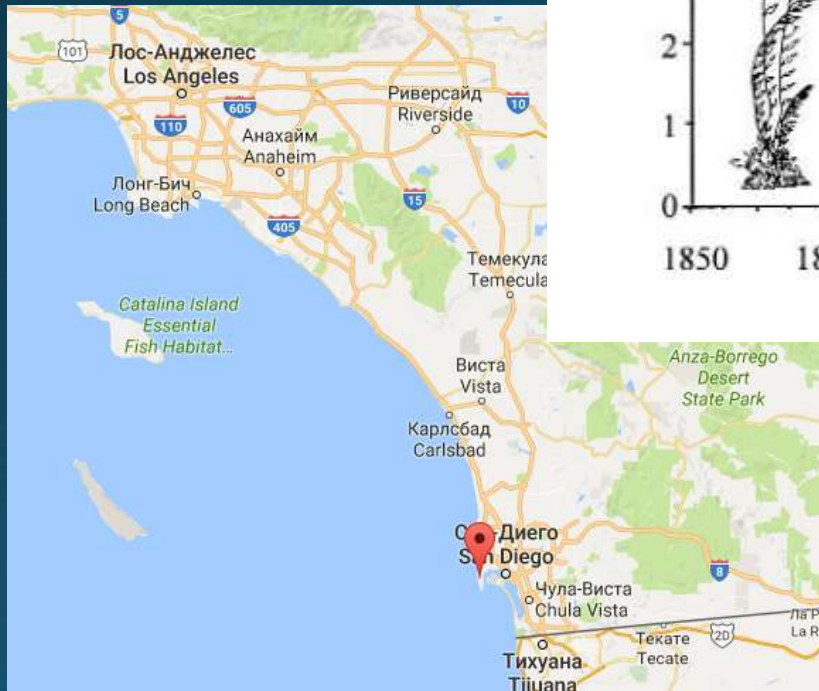 5
101
Лос-Анджелес
Los Angeles
605
10
110
Риверсайд
Riverside
Анахайм
Anaheim
Лонг-Бич
Long Beach
15
405
Темекула
Temecula
Catalina Island
Essential
Fish Habitat...
Виста
Vista
Карлсбад
Carlsbad
Anza-Borrego
Desert
State Park
Диего
San Diego
8
Чула-Виста
Chula Vista
Текате
Tecate
2D
Тихуана
Tijuana
2
1
0
1850